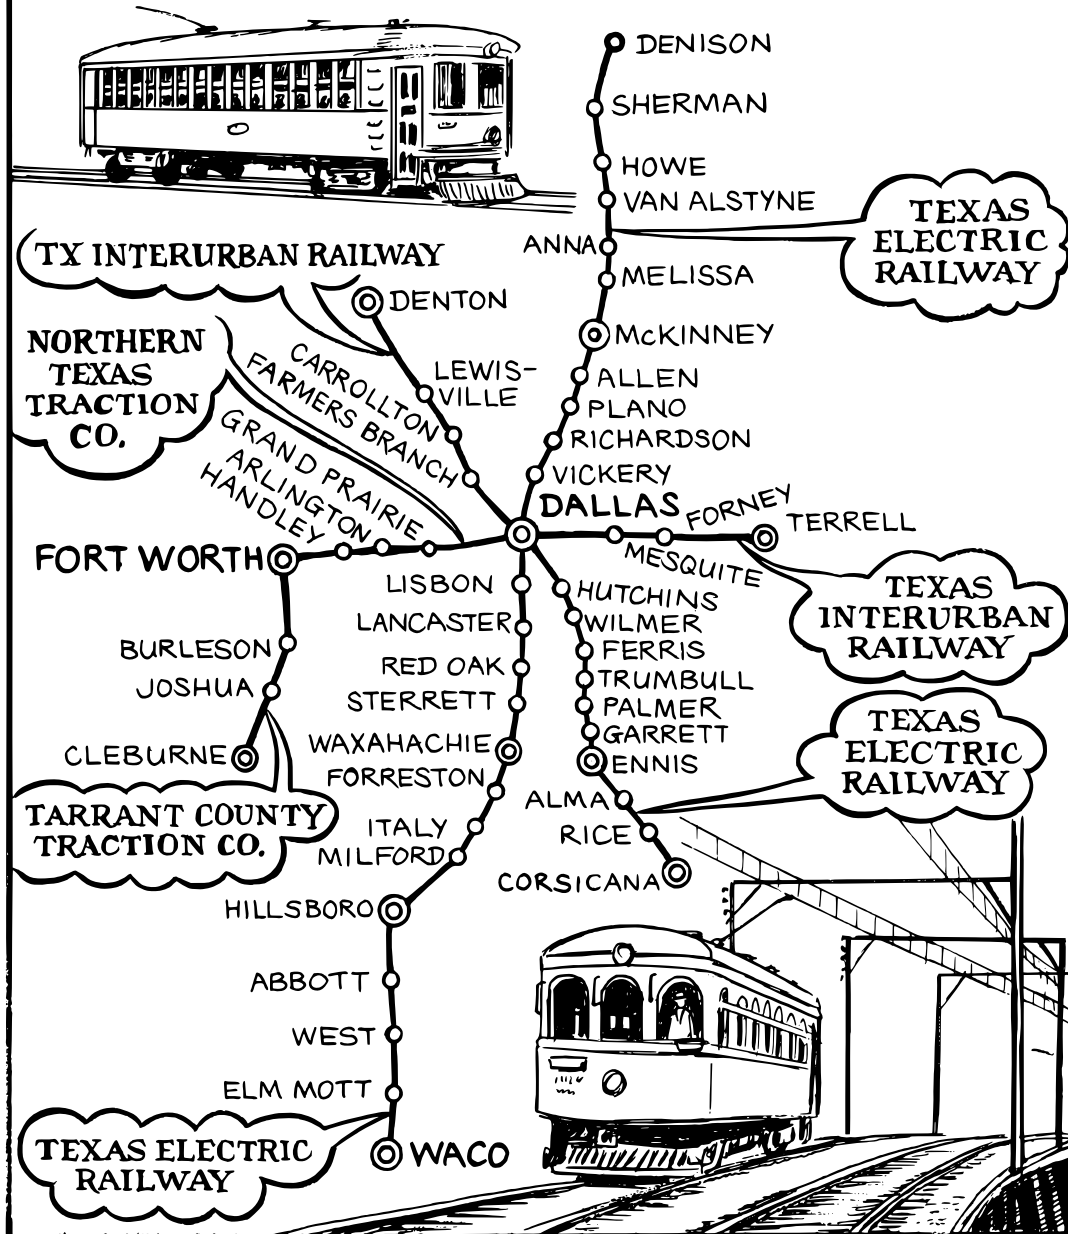 DENISON
SHERMAN
HOWE
VAN ALSTYNE
TEXAS
ELECTRIC
RAILWAY
ANNA
MELISSA
TX INTERURBAN RAILWAY
DENTON
McKINNEY
NORTHERN
TEXAS
TRACTION
CO.
LEWIS-
VILLE
CARROLLTON
FARMERS BRANCH
ALLEN
PLANO
RICHARDSON
VICKERY
GRAND PRAIRIE
ARLINGTON
HANDLEY
DALLAS
FORNEY
TERRELL
MESQUITE
FORT WORTH
TEXAS
INTERURBAN
RAILWAY
LISBON
LANCASTER
RED OAK
STERRETT
WAXAHACHIE
FORRESTON
ITALY
MILFORD
HUTCHINS
WILMER
FERRIS
TRUMBULL
PALMER
GARRETT
ENNIS
ALMA
RICE
CORSICANA
TEXAS
ELECTRIC
RAILWAY
BURLESON
JOSHUA
CLEBURNE
TARRANT COUNTY
TRACTION CO.
HILLSBORO
ABBOTT
WEST
ELM MOTT
WACO
TEXAS ELECTRIC
RAILWAY